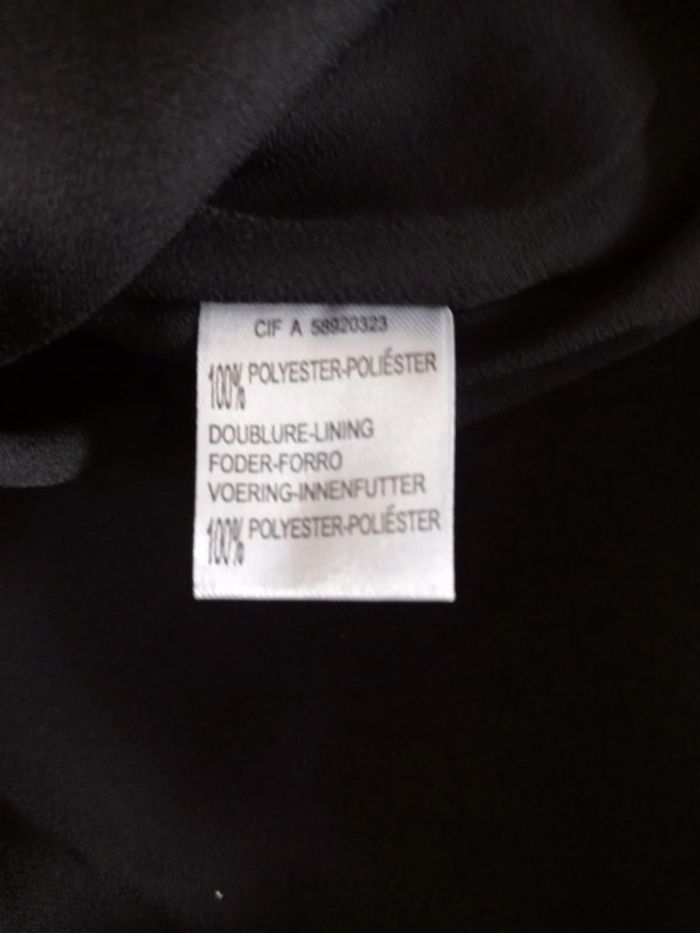 CIF A 58920323
100% POLYESTER-POLIÉSTER
DOUBLURE-LINING
FODER-FORRO
VOERING-INNENFUTTER
100% POLYESTER-POLIÉSTER